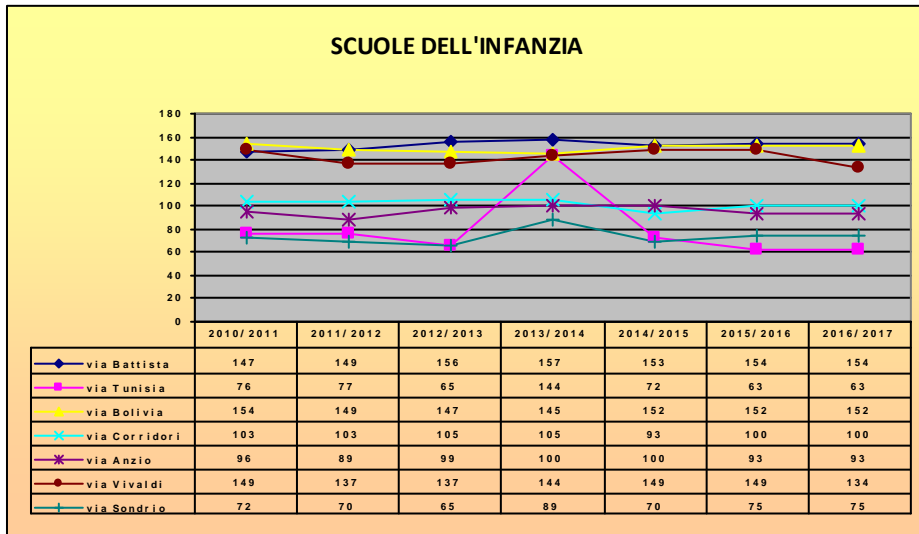 SCUOLE DELL'INFANZIA
180
160
140
120
100
80
60
40
20
0
2010/2011 2011/2012 2012/2013 2013/2014 2014/2015 2015/2016 2016/2017
via Battista 147 149 156 157 153 154 154
via Tunisia 76 77 65 144 72 63 63
via Bolivia 154 149 147 145 152 152 152
via Corridori 103 103 105 105 93 100 100
via Anzio 96 89 99 100 100 93 93
via Vivaldi 149 137 137 144 149 149 134
via Sondrio 72 70 65 89 70 75 75